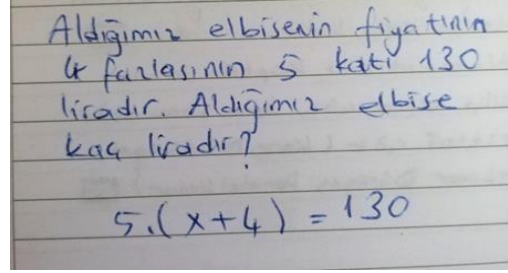 Aldığımız elbisenin fiyatının
4 fazlasının 5 katı 130
liradır. Aldığımız elbise
kaç liradır?
5.(x+4) = 130